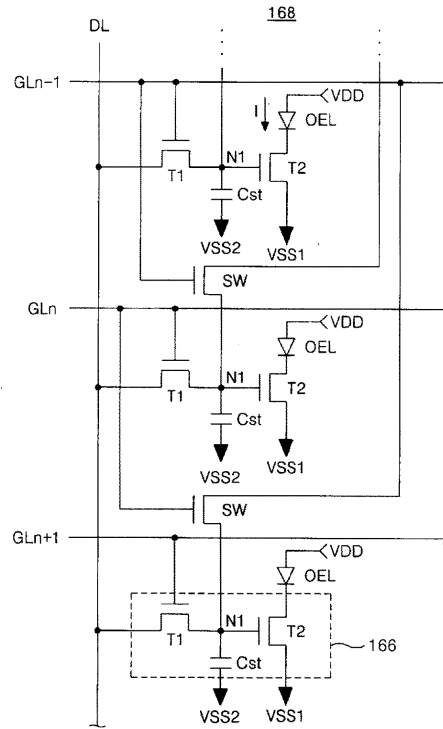 168
DL
GLn-1
VDD
I
OEL
N1
T1
T2
Cst
VSS2
VSS1
SW
GLn
VDD
OEL
N1
T1
T2
Cst
VSS2
VSS1
SW
GLn+1
VDD
OEL
N1
T1
T2
166
Cst
VSS2
VSS1